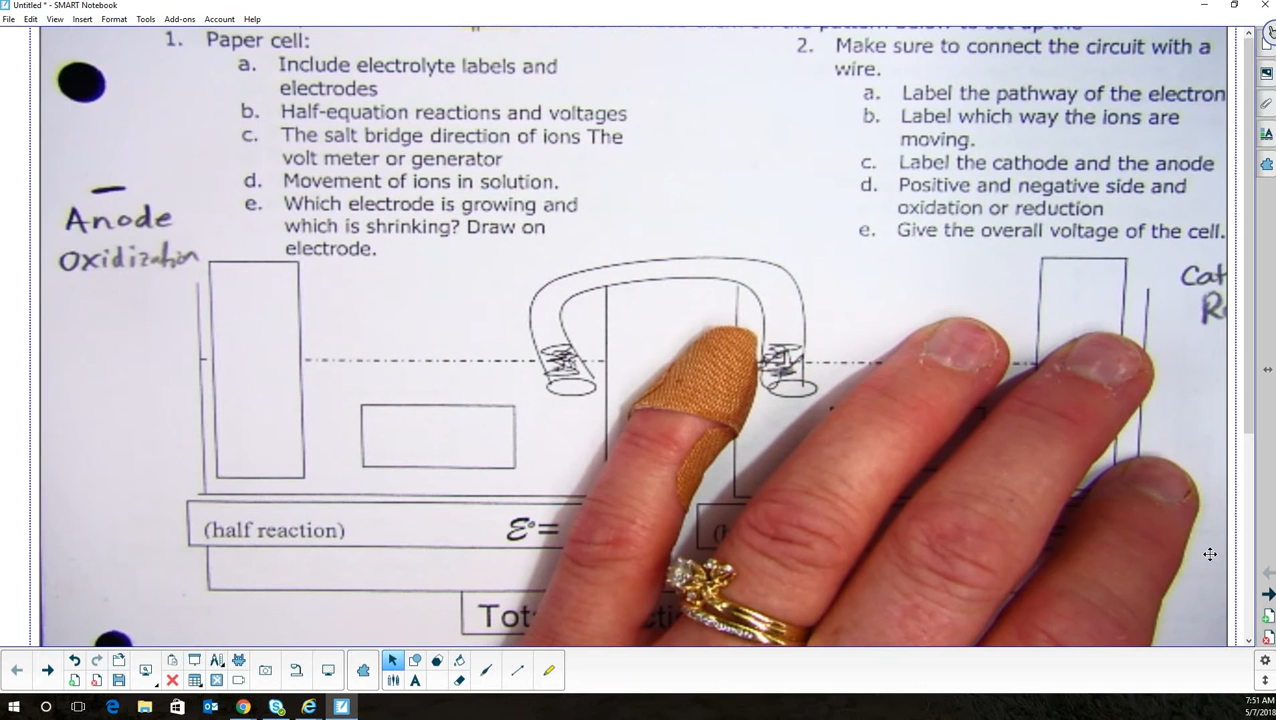 Untitled * - SMART Notebook
File Edit View Insert Format Tools Add-ons Account Help
1. Paper cell:
a. Include electrolyte labels and
electrodes
b. Half-equation reactions and voltages
c. The salt bridge direction of ions The
volt meter or generator
d. Movement of ions in solution.
e. Which electrode is growing and
which is shrinking? Draw on
electrode.
2. Make sure to connect the circuit with a
wire.
a. Label the pathway of the electron
b. Label which way the ions are
moving.
c. Label the cathode and the anode
d. Positive and negative side and
oxidation or reduction
e. Give the overall voltage of the cell.
–
Anode
Oxidization
Cat
R
(half reaction) ℰ°=
Tot
7:51 AM
5/7/2018